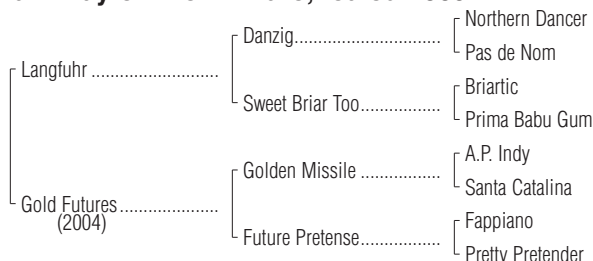 Northern Dancer
Danzig
Pas de Nom
Langfuhr
Briartic
Sweet Briar Too
Prima Babu Gum
A.P. Indy
Golden Missile
Santa Catalina
Gold Futures
(2004)
Fappiano
Future Pretense
Pretty Pretender